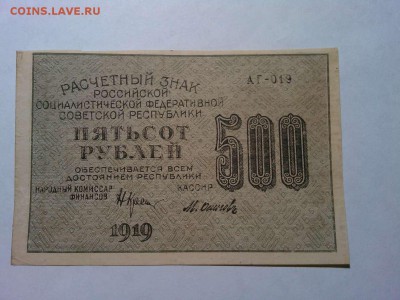 COINS.LAVE.RU
РАСЧЕТНЫЙ ЗНАК
РОССИЙСКОЙ
СОЦИАЛИСТИЧЕСКОЙ ФЕДЕРАТИВНОЙ
СОВЕТСКОЙ РЕСПУБЛИКИ
АГ-019
ПЯТЬСОТ
РУБЛЕЙ
500
ОБЕСПЕЧИВАЕТСЯ ВСЕМ
ДОСТОЯНИЕМ РЕСПУБЛИКИ
НАРОДНЫЙ КОМИССАР
ФИНАНСОВ
КАССИР
1919